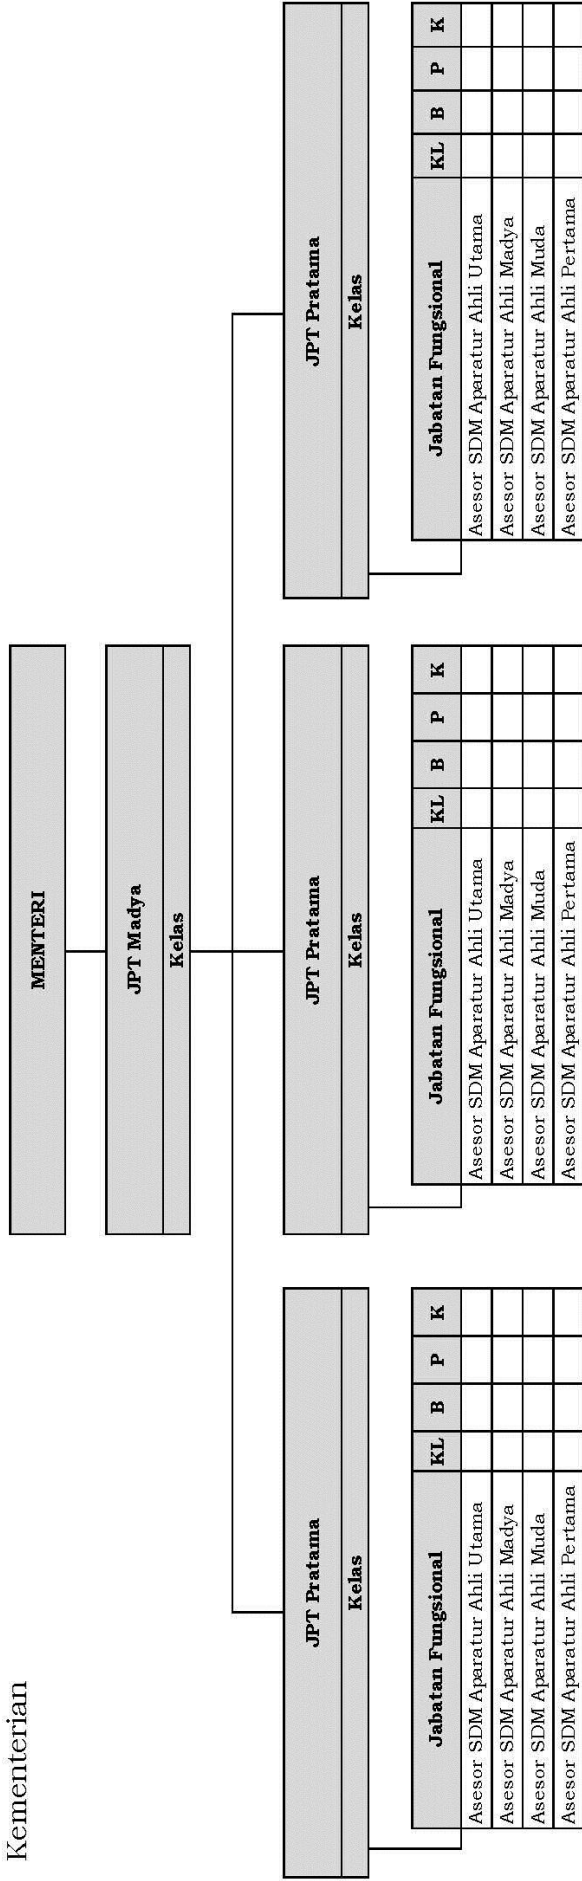 Kementerian
MENTERI
JPT Madya
Kelas
JPT Pratama
Kelas
Jabatan Fungsional KL B P K
Asesor SDM Aparatur Ahli Utama
Asesor SDM Aparatur Ahli Madya
Asesor SDM Aparatur Ahli Muda
Asesor SDM Aparatur Ahli Pertama
JPT Pratama
Kelas
Jabatan Fungsional KL B P K
Asesor SDM Aparatur Ahli Utama
Asesor SDM Aparatur Ahli Madya
Asesor SDM Aparatur Ahli Muda
Asesor SDM Aparatur Ahli Pertama
JPT Pratama
Kelas
Jabatan Fungsional KL B P K
Asesor SDM Aparatur Ahli Utama
Asesor SDM Aparatur Ahli Madya
Asesor SDM Aparatur Ahli Muda
Asesor SDM Aparatur Ahli Pertama